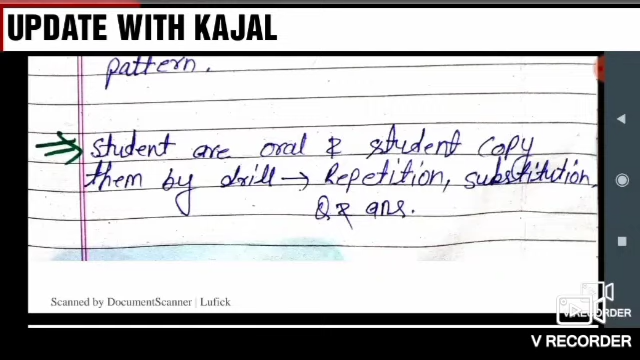 UPDATE WITH KAJAL
pattern.
⇒ Student are oral & student copy
them by drill → Repetition, substitution,
Q & ans.
Scanned by DocumentScanner | Lufick
V RECORDER
V RECORDER